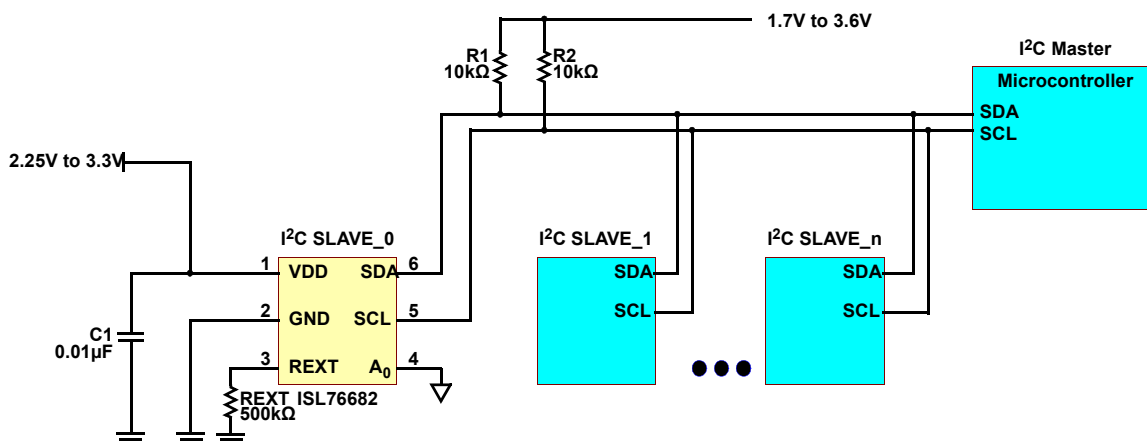 1.7V to 3.6V
R1
10kΩ
R2
10kΩ
I²C Master
Microcontroller
SDA
SCL
2.25V to 3.3V
I²C SLAVE_0
1 VDD SDA 6
2 GND SCL 5
3 REXT A₀ 4
C1
0.01µF
REXT ISL76682
500kΩ
I²C SLAVE_1
SDA
SCL
I²C SLAVE_n
SDA
SCL